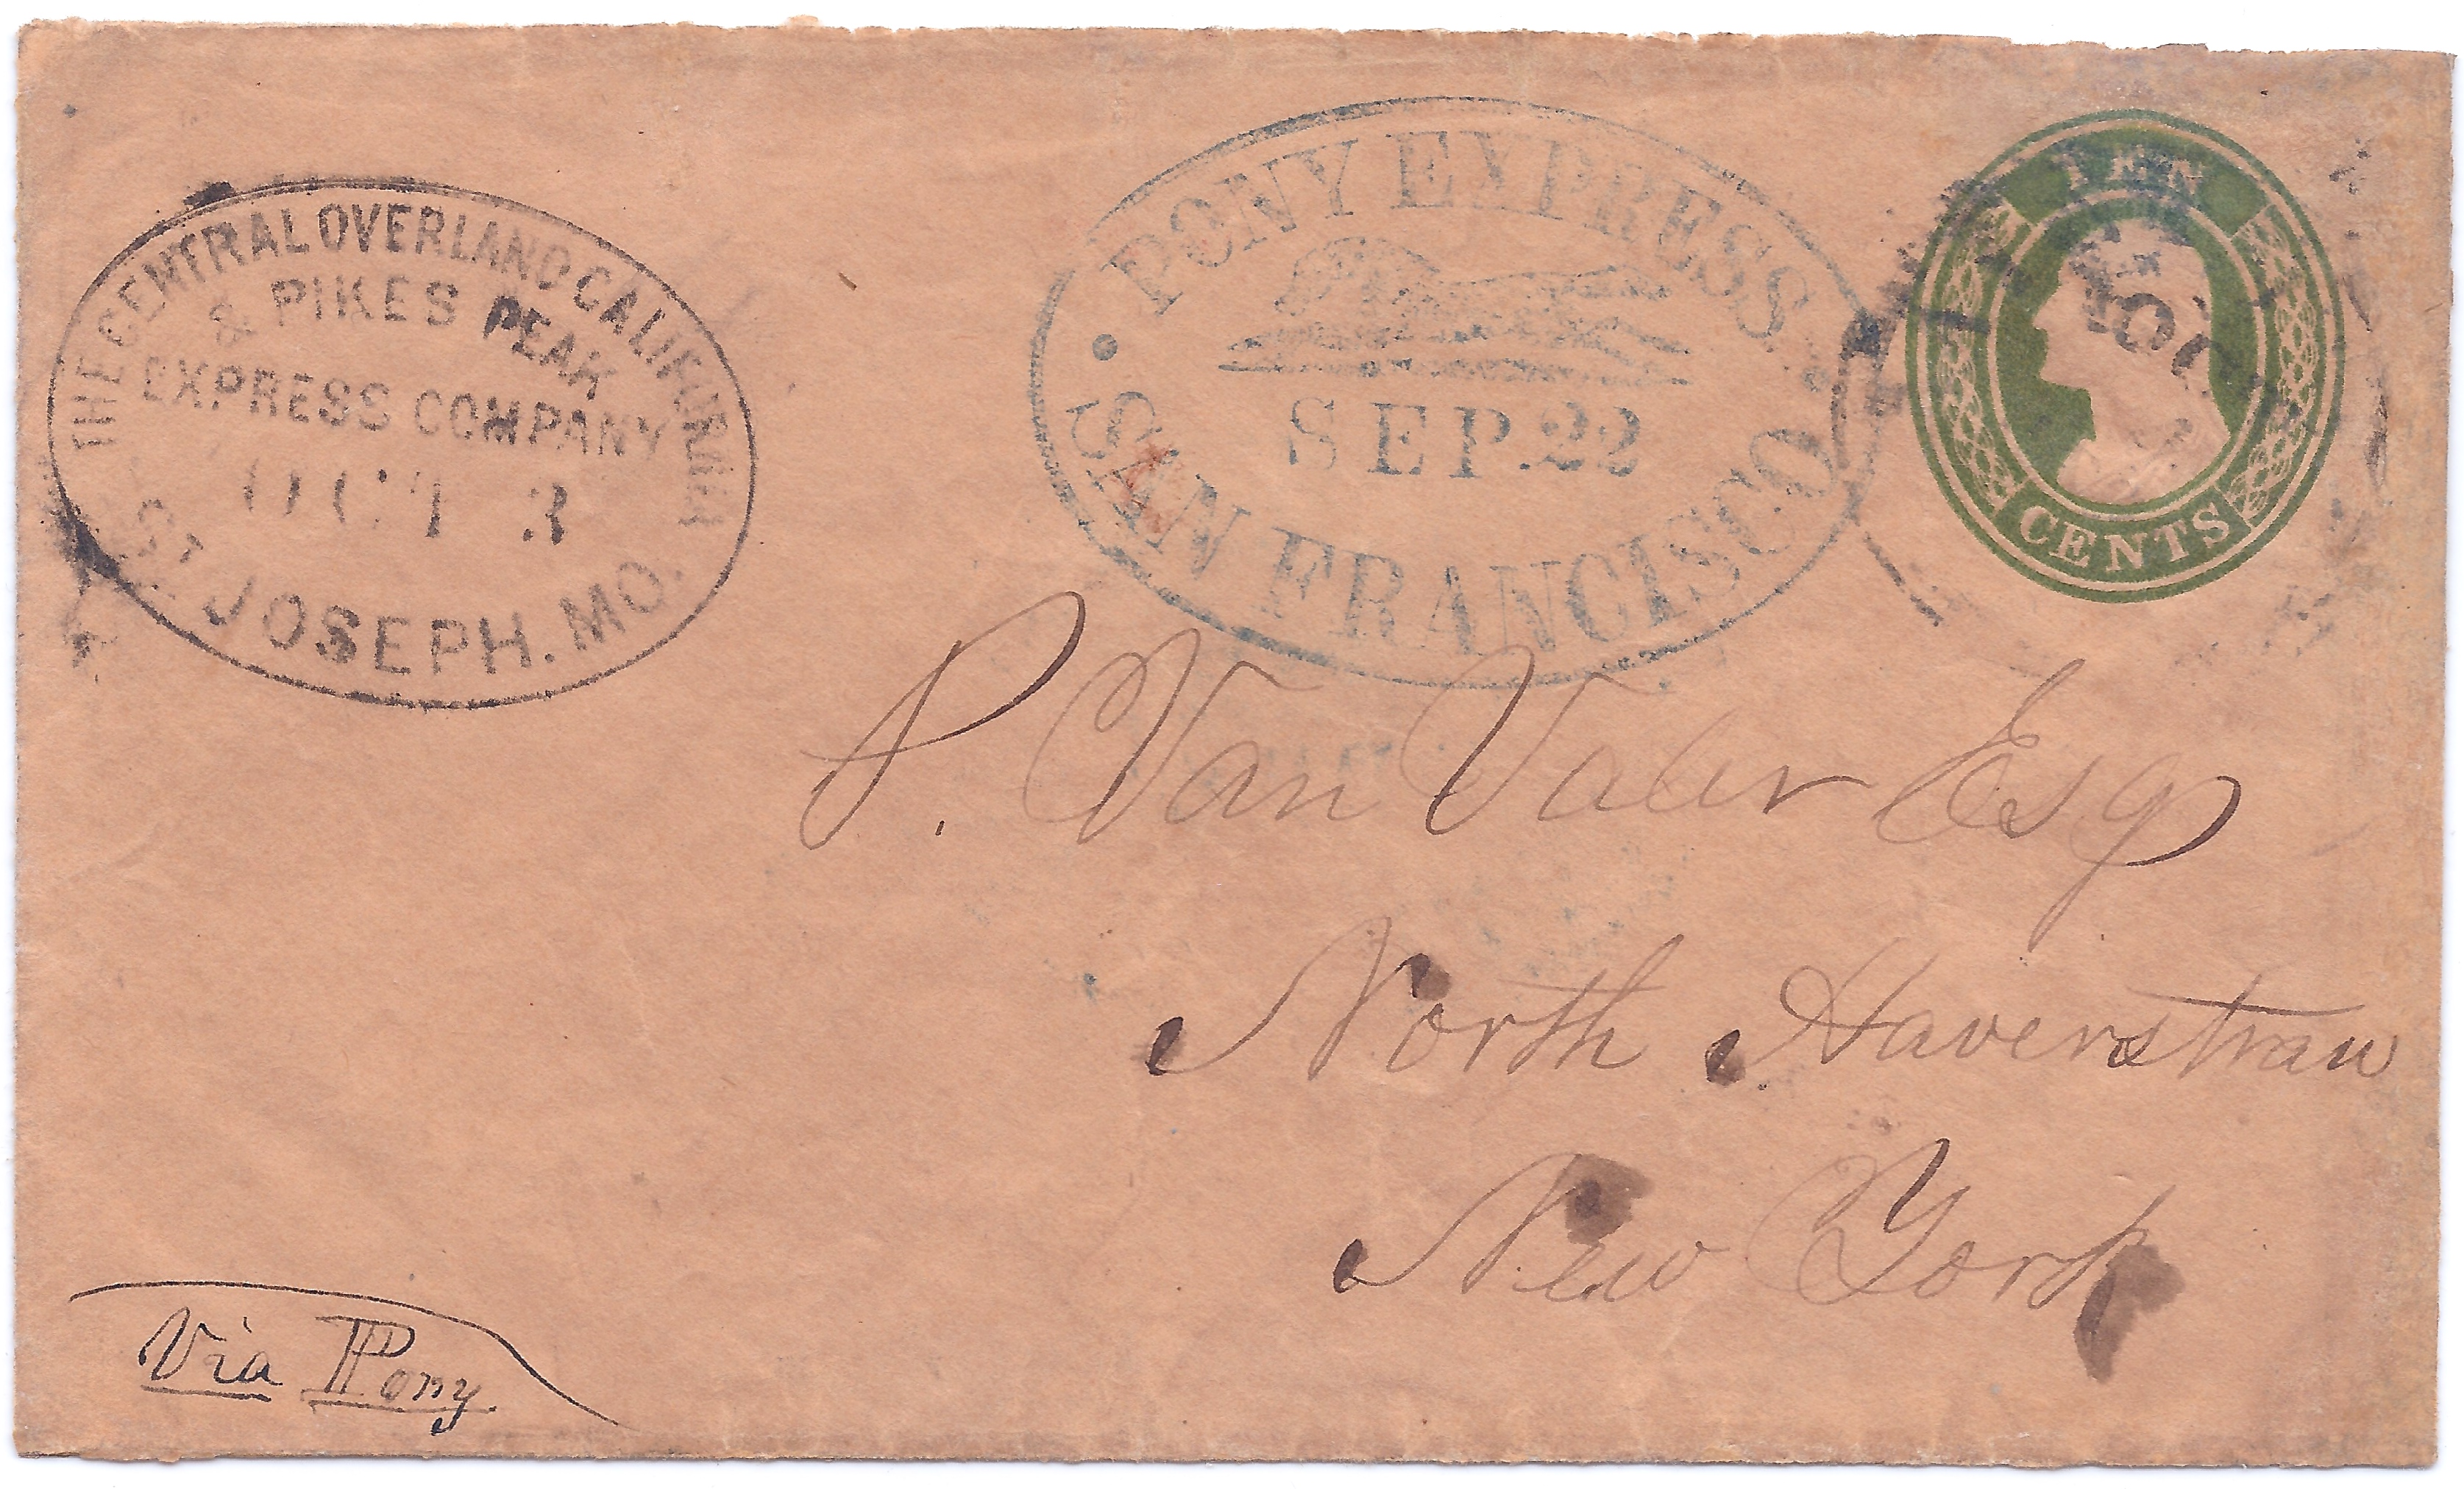 THE CENTRAL OVERLAND CALIFORNIA
& PIKES PEAK
EXPRESS COMPANY
OCT 3
ST JOSEPH. MO.
PONY EXPRESS
SEP. 22
SAN FRANCISCO
TEN
CENTS
P. Van Valer Esq
North Haverstraw
New York
Via Pony.